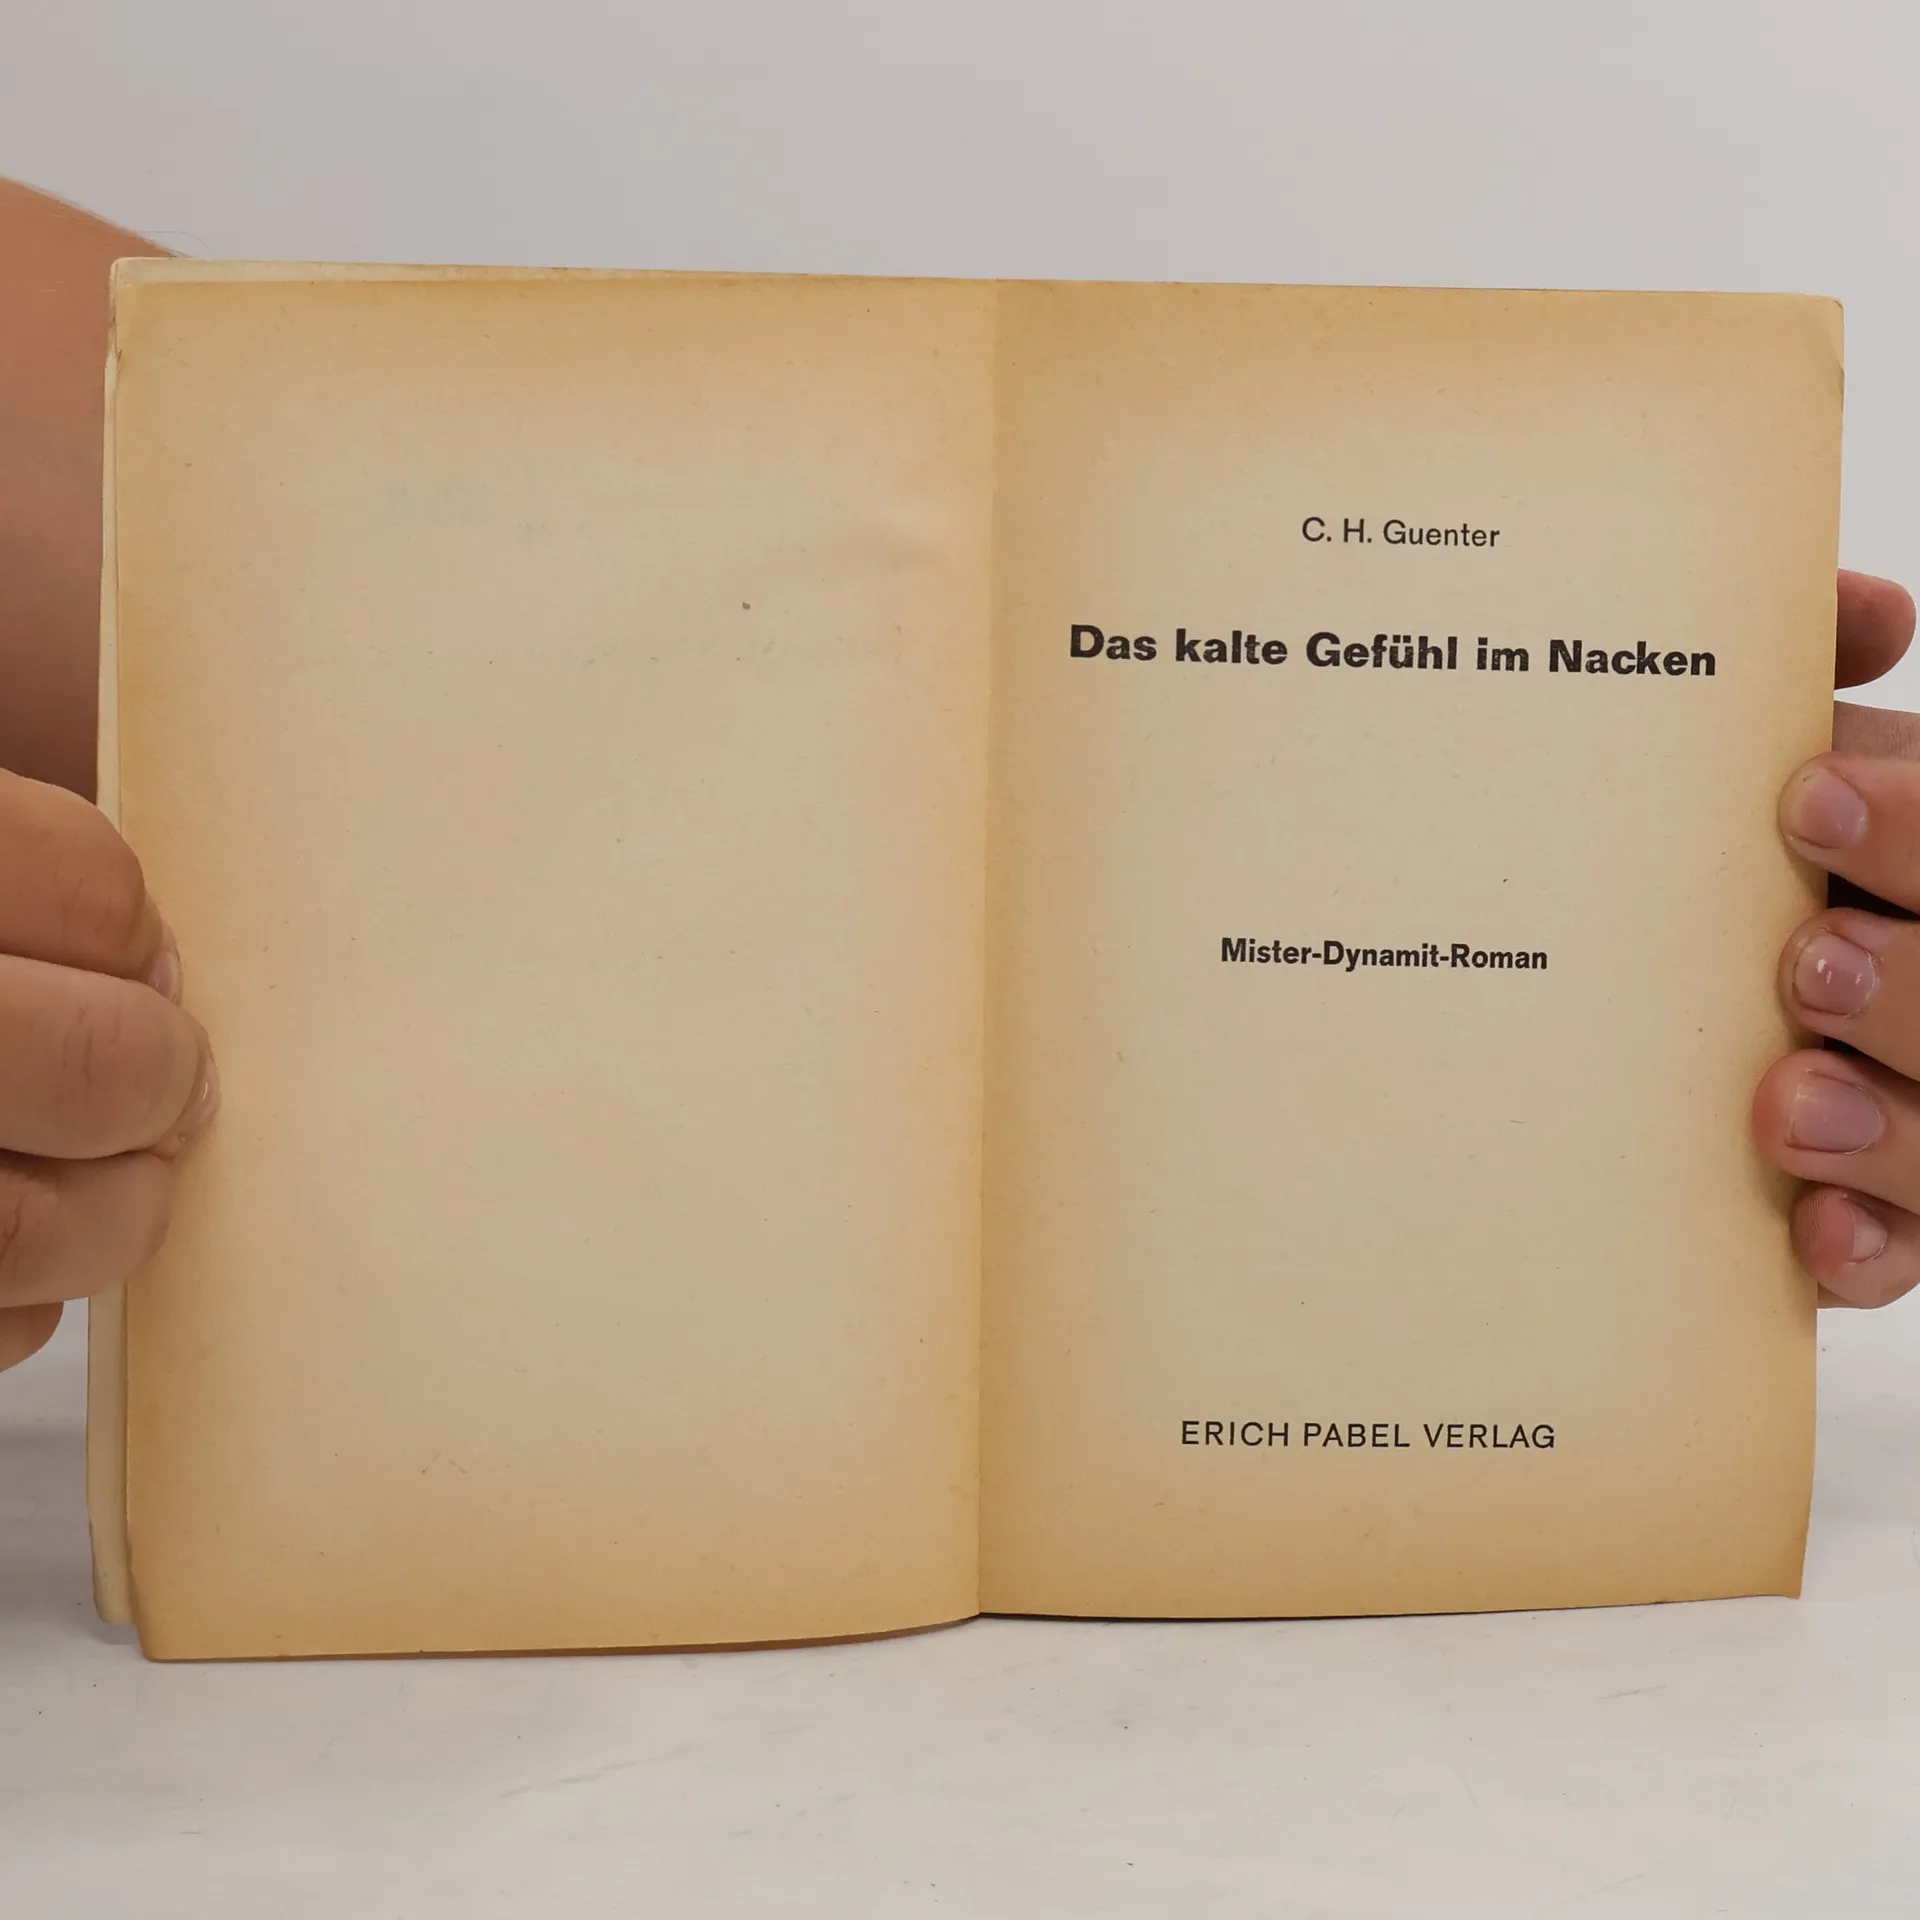 C. H. Guenter
Das kalte Gefühl im Nacken
Mister-Dynamit-Roman
ERICH PABEL VERLAG